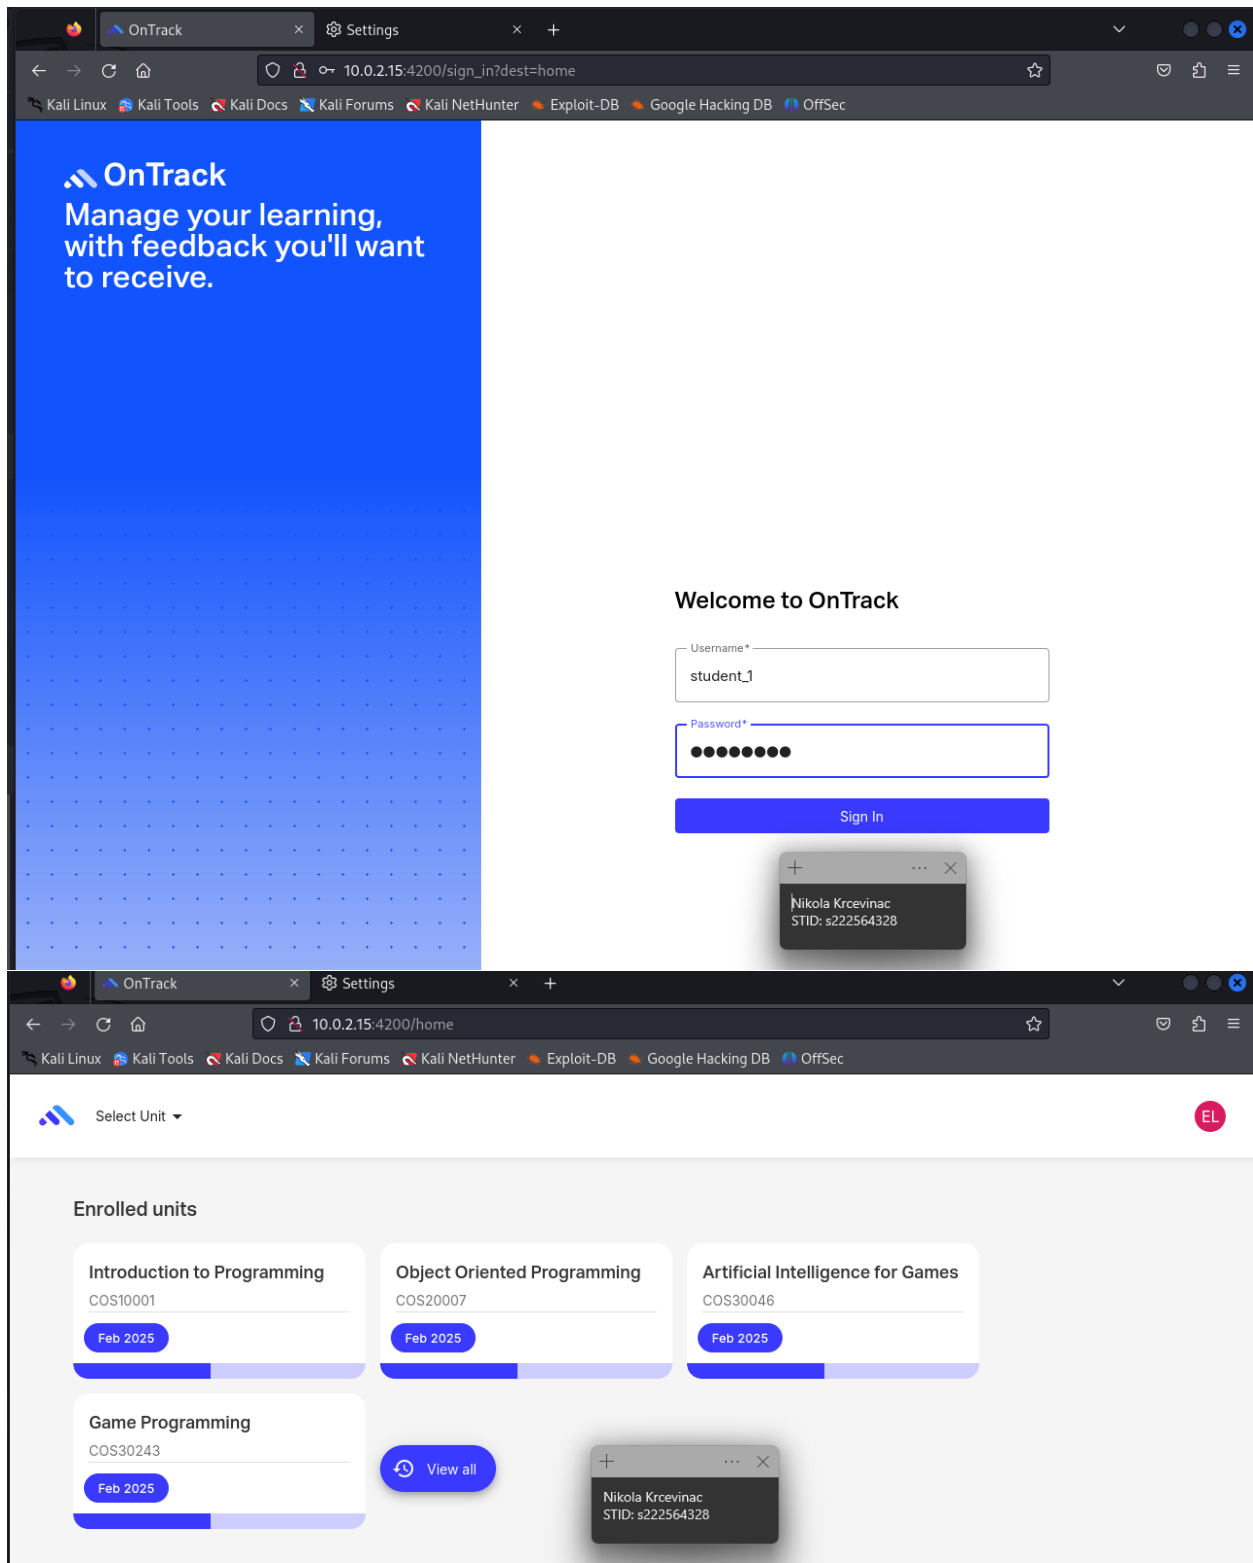 OnTrack
Settings
10.0.2.15:4200/sign_in?dest=home
Kali Linux Kali Tools Kali Docs Kali Forums Kali NetHunter Exploit-DB Google Hacking DB OffSec
OnTrack
Manage your learning,
with feedback you'll want
to receive.
Welcome to OnTrack
Username*
student_1
Password*
Sign In
Nikola Krcevinac
STID: s222564328
OnTrack
Settings
10.0.2.15:4200/home
Kali Linux Kali Tools Kali Docs Kali Forums Kali NetHunter Exploit-DB Google Hacking DB OffSec
Select Unit
EL
Enrolled units
Introduction to Programming
COS10001
Feb 2025
Object Oriented Programming
COS20007
Feb 2025
Artificial Intelligence for Games
COS30046
Feb 2025
Game Programming
COS30243
Feb 2025
View all
Nikola Krcevinac
STID: s222564328